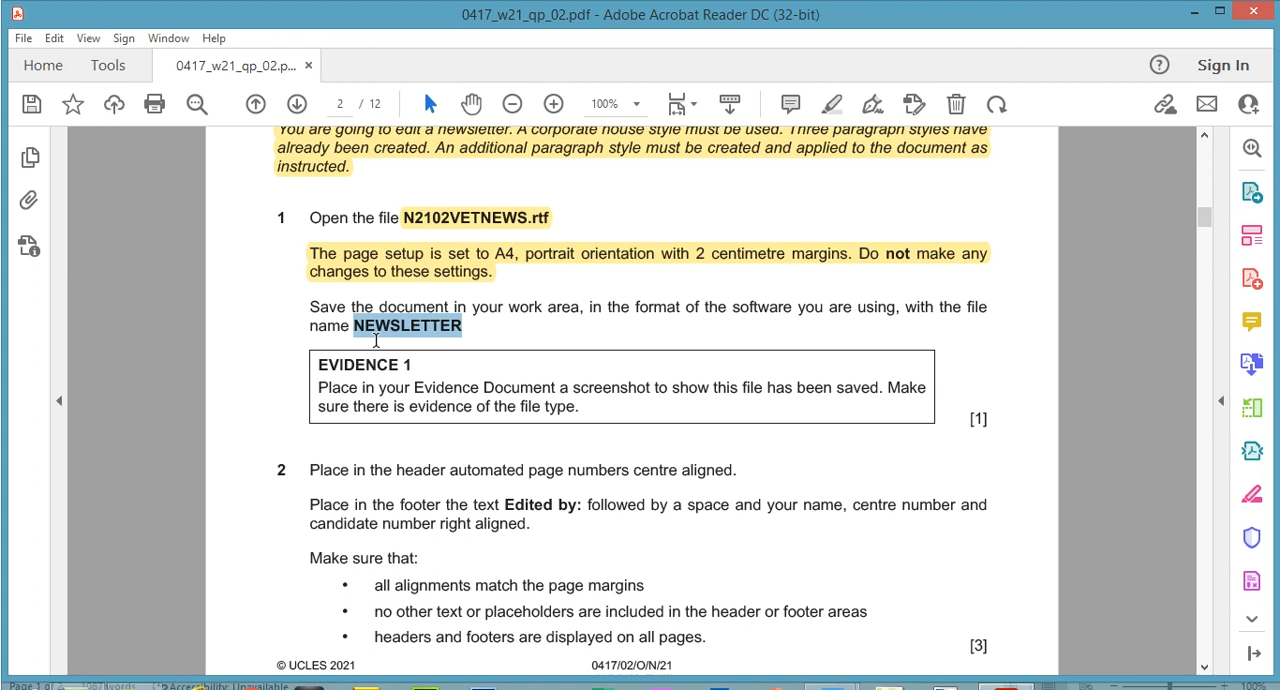 0417_w21_qp_02.pdf - Adobe Acrobat Reader DC (32-bit)
File Edit View Sign Window Help
Home Tools 0417_w21_qp_02.p... × ? Sign In
2 / 12 100%
You are going to edit a newsletter. A corporate house style must be used. Three paragraph styles have
already been created. An additional paragraph style must be created and applied to the document as
instructed.
1 Open the file N2102VETNEWS.rtf
The page setup is set to A4, portrait orientation with 2 centimetre margins. Do not make any
changes to these settings.
Save the document in your work area, in the format of the software you are using, with the file
name NEWSLETTER
EVIDENCE 1
Place in your Evidence Document a screenshot to show this file has been saved. Make
sure there is evidence of the file type.
[1]
2 Place in the header automated page numbers centre aligned.
Place in the footer the text Edited by: followed by a space and your name, centre number and
candidate number right aligned.
Make sure that:
• all alignments match the page margins
• no other text or placeholders are included in the header or footer areas
• headers and footers are displayed on all pages.
[3]
© UCLES 2021 0417/02/O/N/21